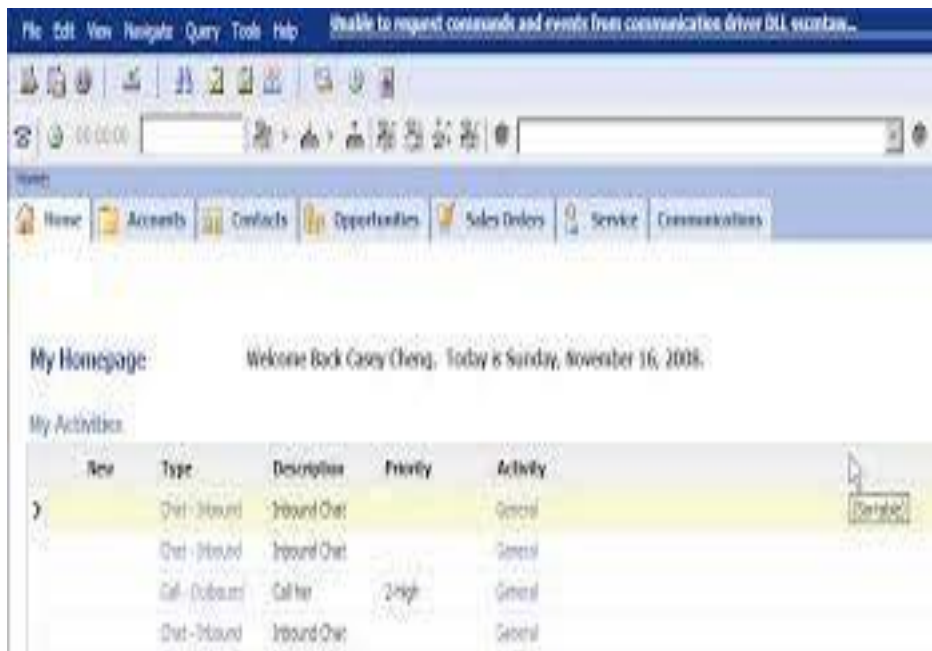 File Edit View Navigate Query Tools Help
Unable to request commands and events from communication driver DLL
00:00:00
Home
Home Accounts Contacts Opportunities Sales Orders Service Communications
My Homepage
Welcome Back Casey Cheng. Today is Sunday, November 16, 2008.
My Activities
New Type Description Priority Activity
Chat - Inbound Inbound Chat General
Chat - Inbound Inbound Chat General
Call - Outbound Call her 2-High General
Chat - Inbound Inbound Chat General